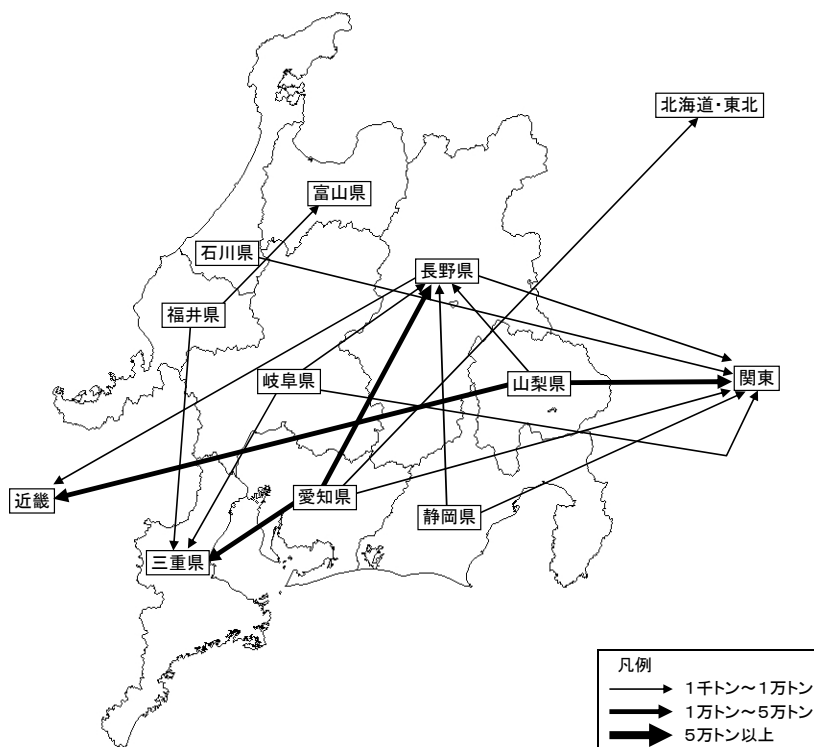 北海道・東北
富山県
石川県
長野県
福井県
岐阜県
山梨県
関東
近畿
愛知県
静岡県
三重県
凡例
1千トン～1万トン
1万トン～5万トン
5万トン以上